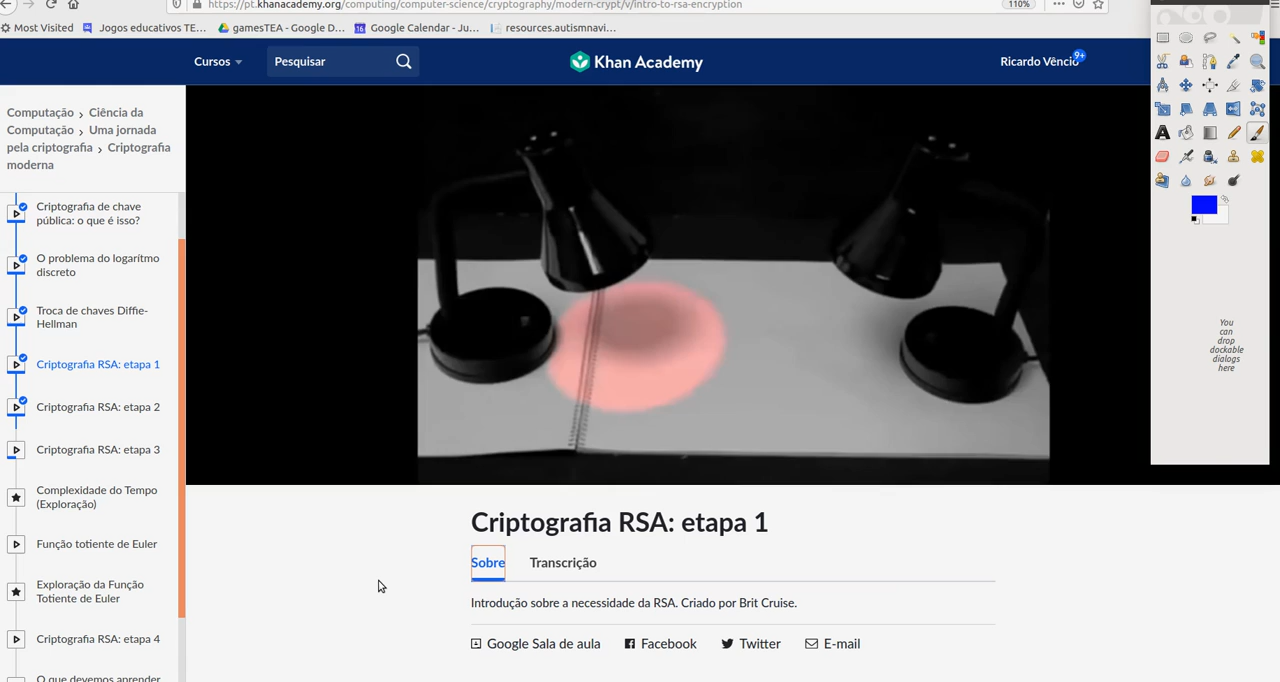 https://pt.khanacademy.org/computing/computer-science/cryptography/modern-crypt/v/intro-to-rsa-encryption
110%
Most Visited
Jogos educativos TE...
gamesTEA - Google D...
Google Calendar - Ju...
resources.autismnavi...
Cursos
Pesquisar
Khan Academy
Ricardo Vêncio
9+
Computação > Ciência da
Computação > Uma jornada
pela criptografia > Criptografia
moderna
Criptografia de chave
pública: o que é isso?
O problema do logarítmo
discreto
Troca de chaves Diffie-
Hellman
Criptografia RSA: etapa 1
Criptografia RSA: etapa 2
Criptografia RSA: etapa 3
Complexidade do Tempo
(Exploração)
Função totiente de Euler
Exploração da Função
Totiente de Euler
Criptografia RSA: etapa 4
O que devemos aprender
Criptografia RSA: etapa 1
Sobre
Transcrição
Introdução sobre a necessidade da RSA. Criado por Brit Cruise.
Google Sala de aula
Facebook
Twitter
E-mail
You
can
drop
dockable
dialogs
here